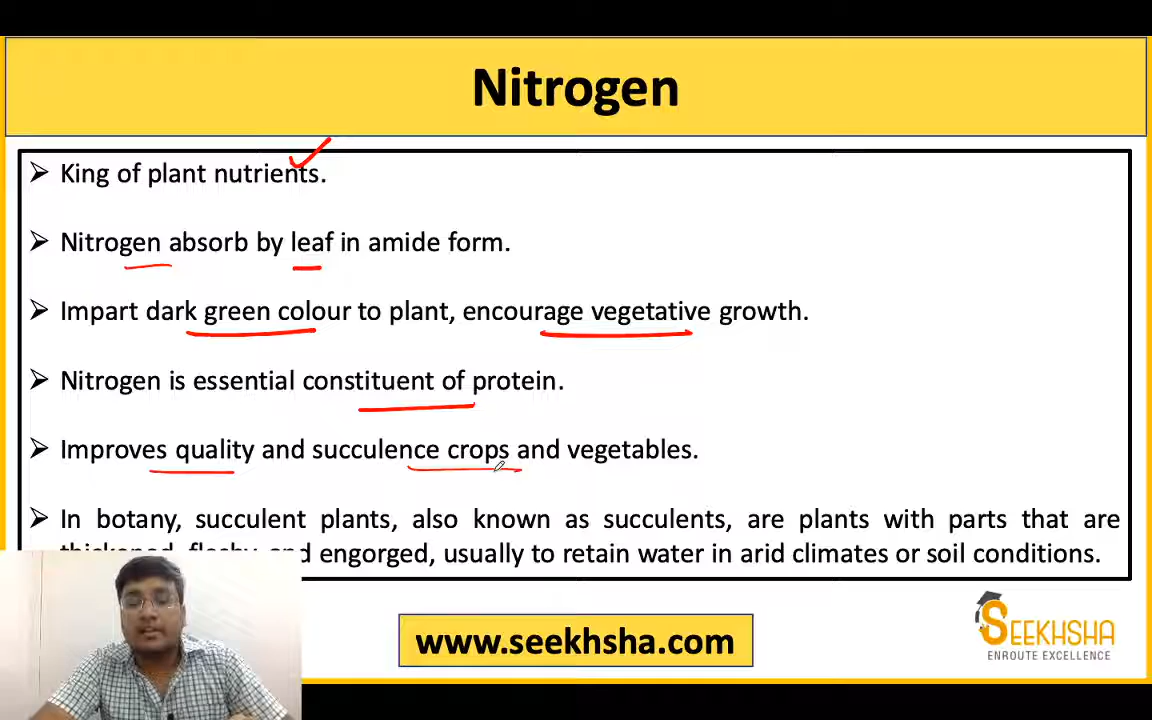 Nitrogen
➢ King of plant nutrients.
➢ Nitrogen absorb by leaf in amide form.
➢ Impart dark green colour to plant, encourage vegetative growth.
➢ Nitrogen is essential constituent of protein.
➢ Improves quality and succulence crops and vegetables.
➢ In botany, succulent plants, also known as succulents, are plants with parts that are
thickened, fleshy, and engorged, usually to retain water in arid climates or soil conditions.
www.seekhsha.com
SEEKHSHA
ENROUTE EXCELLENCE